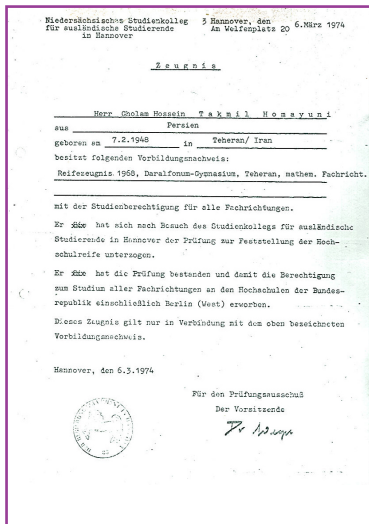 Niedersächsisches Studienkolleg 3 Hannover, den 6.März 1974
für ausländische Studierende Am Welfenplatz 20
in Hannover
Zeugnis
Herr Gholam Hossein Takmil Homayuni
aus Persien
geboren am 7.2.1948 in Teheran/ Iran
besitzt folgenden Vorbildungsnachweis:
Reifezeugnis 1968, Daralfonum-Gymnasium, Teheran, mathem. Fachricht.
mit der Studienberechtigung für alle Fachrichtungen.
Er hat sich nach Besuch des Studienkollegs für ausländische
Studierende in Hannover der Prüfung zur Feststellung der Hoch-
schulreife unterzogen.
Er hat die Prüfung bestanden und damit die Berechtigung
zum Studium aller Fachrichtungen an den Hochschulen der Bundes-
republik einschließlich Berlin (West) erworben.
Dieses Zeugnis gilt nur in Verbindung mit dem oben bezeichneten
Vorbildungsnachweis.
Hannover, den 6.3.1974
Für den Prüfungsausschuß
Der Vorsitzende
Dr